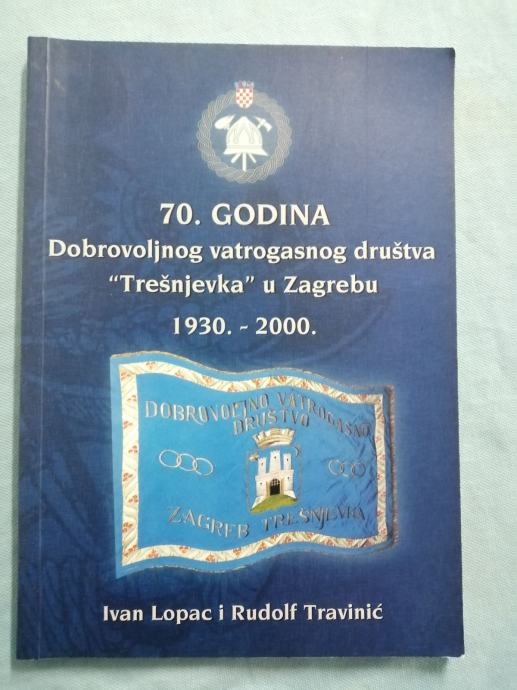 70. GODINA
Dobrovoljnog vatrogasnog društva
"Trešnjevka" u Zagrebu
1930. - 2000.
DOBROVOLJNO VATROGASNO
DRUŠTVO
ZAGREB TREŠNJEVKA
Ivan Lopac i Rudolf Travinić